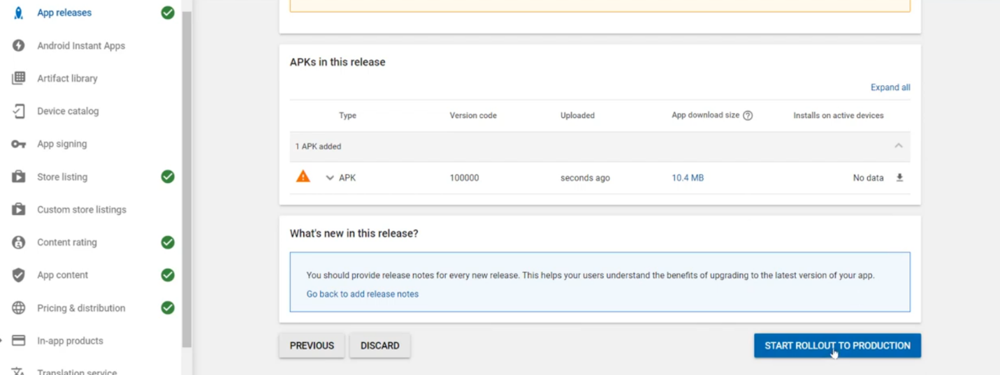 App releases
Android Instant Apps
Artifact library
Device catalog
App signing
Store listing
Custom store listings
Content rating
App content
Pricing & distribution
In-app products
Translation service
APKs in this release
Expand all
Type Version code Uploaded App download size Installs on active devices
1 APK added
APK 100000 seconds ago 10.4 MB No data
What's new in this release?
You should provide release notes for every new release. This helps your users understand the benefits of upgrading to the latest version of your app.
Go back to add release notes
PREVIOUS DISCARD START ROLLOUT TO PRODUCTION